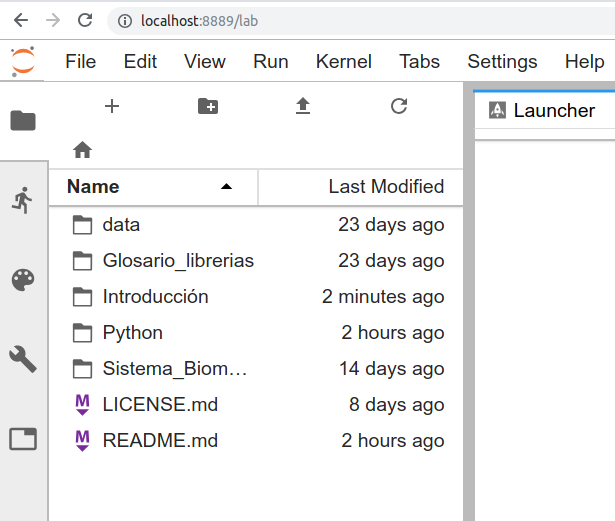 localhost:8889/lab
File Edit View Run Kernel Tabs Settings Help
Launcher
Name Last Modified
data 23 days ago
Glosario_librerias 23 days ago
Introducción 2 minutes ago
Python 2 hours ago
Sistema_Biom… 14 days ago
LICENSE.md 8 days ago
README.md 2 hours ago